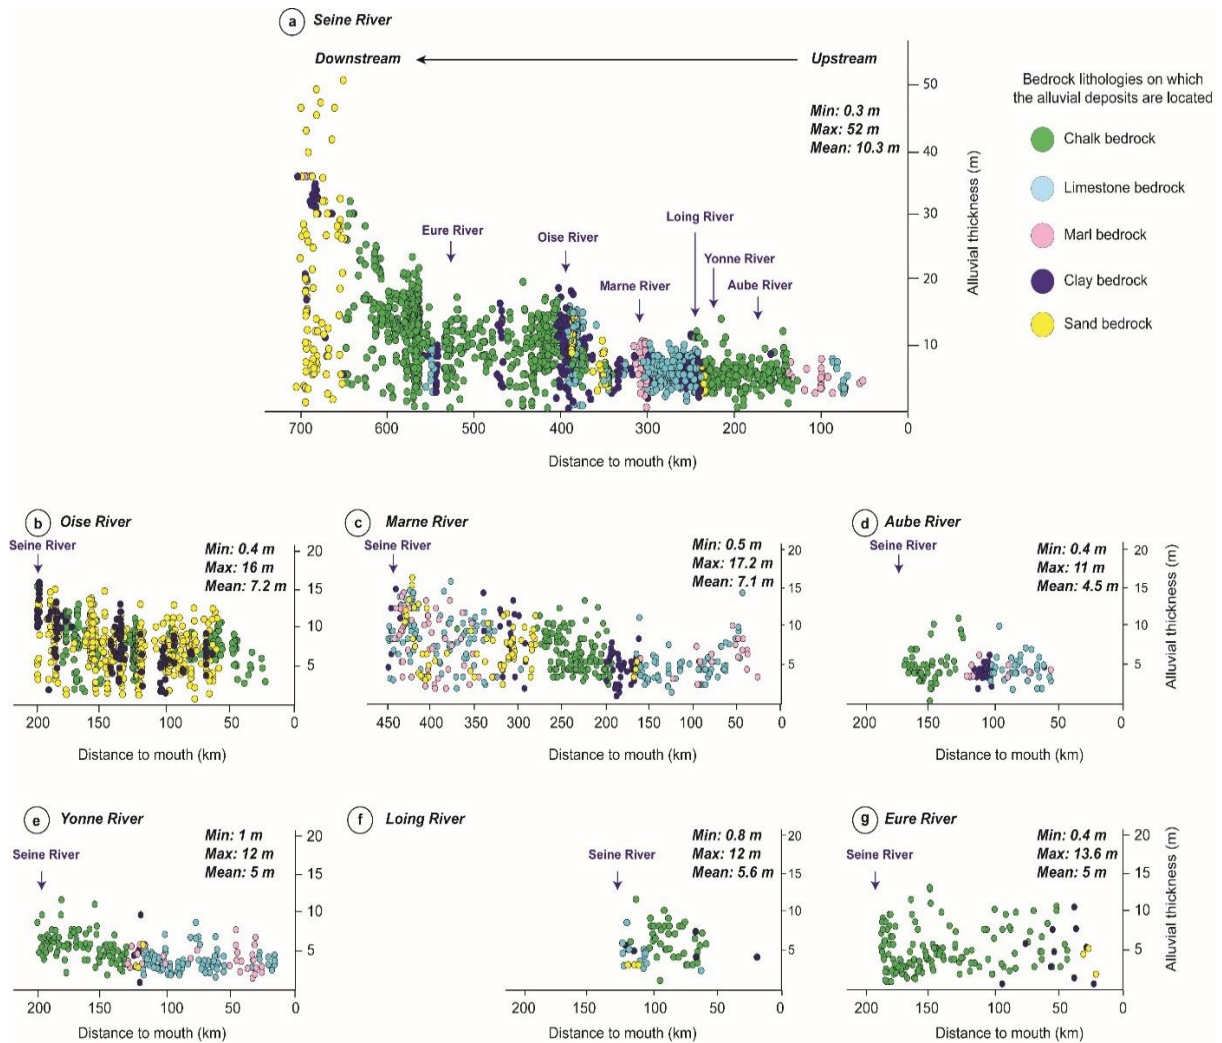 a Seine River
Downstream Upstream
Min: 0.3 m
Max: 52 m
Mean: 10.3 m
Eure River
Oise River
Marne River
Loing River
Yonne River
Aube River
50
40
30
20
10
Alluvial thickness (m)
700 600 500 400 300 200 100 0
Distance to mouth (km)
Bedrock lithologies on which
the alluvial deposits are located
Chalk bedrock
Limestone bedrock
Marl bedrock
Clay bedrock
Sand bedrock
b Oise River
Seine River
Min: 0.4 m
Max: 16 m
Mean: 7.2 m
20
15
10
5
200 150 100 50 0
Distance to mouth (km)
c Marne River
Seine River
Min: 0.5 m
Max: 17.2 m
Mean: 7.1 m
20
15
10
5
450 400 350 300 250 200 150 100 50 0
Distance to mouth (km)
d Aube River
Seine River
Min: 0.4 m
Max: 11 m
Mean: 4.5 m
20
15
10
5
Alluvial thickness (m)
200 150 100 50 0
Distance to mouth (km)
e Yonne River
Seine River
Min: 1 m
Max: 12 m
Mean: 5 m
20
15
10
5
200 150 100 50 0
Distance to mouth (km)
f Loing River
Seine River
Min: 0.8 m
Max: 12 m
Mean: 5.6 m
20
15
10
5
200 150 100 50 0
Distance to mouth (km)
g Eure River
Seine River
Min: 0.4 m
Max: 13.6 m
Mean: 5 m
20
15
10
5
Alluvial thickness (m)
200 150 100 50 0
Distance to mouth (km)